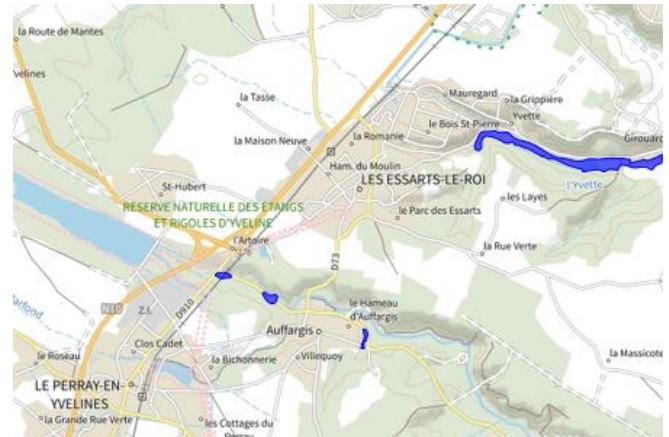 la Route de Mantes
Yvelines
la Tasse
Mauregard
la Grippière
Yvette
le Bois St-Pierre
la Romanie
la Maison Neuve
Girouard
Ham. du Moulin
LES ESSARTS-LE-ROI
l'Yvette
St-Hubert
les Layes
RÉSERVE NATURELLE DES ÉTANGS
ET RIGOLES D'YVELINE
le Parc des Essarts
l'Artoire
la Rue Verte
D73
N10
Z.I.
D910
le Hameau
d'Auffargis
Auffargis
Clos Cadet
le Roseau
la Bichonnerie
Villequoy
la Massicote
LE PERRAY-EN-
YVELINES
la Grande Rue Verte
les Cottages du
Perray